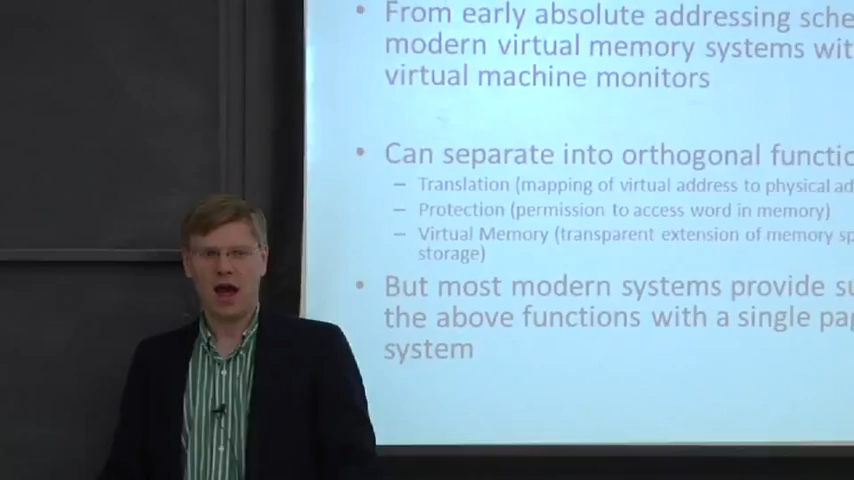 • From early absolute addressing sche
modern virtual memory systems wit
virtual machine monitors
• Can separate into orthogonal functio
– Translation (mapping of virtual address to physical ad
– Protection (permission to access word in memory)
– Virtual Memory (transparent extension of memory sp
storage)
• But most modern systems provide su
the above functions with a single pag
system